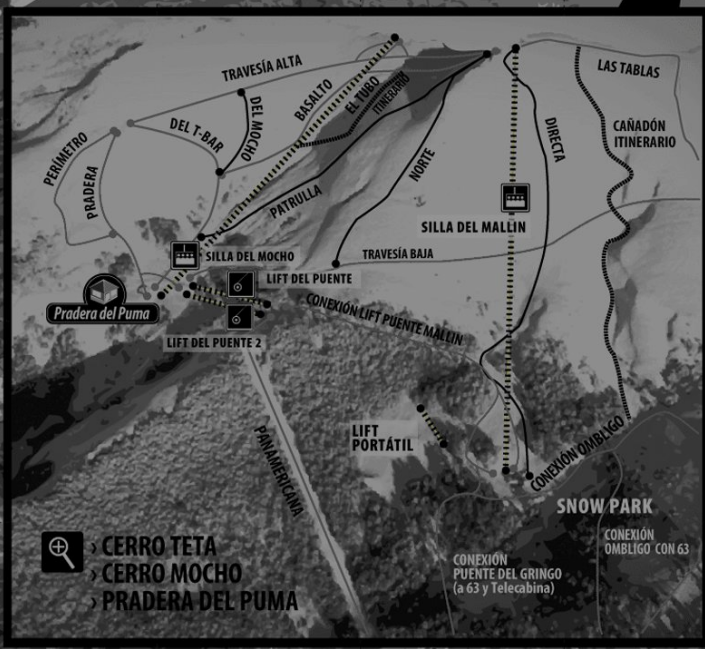 TRAVESÍA ALTA
LAS TABLAS
BASALTO
EL TUBO
ITINERARIO
DEL MOCHO
DEL T-BAR
PERÍMETRO
PRADERA
DIRECTA
CAÑADÓN
ITINERARIO
NORTE
PATRULLA
SILLA DEL MALLIN
SILLA DEL MOCHO
TRAVESÍA BAJA
LIFT DEL PUENTE
Pradera del Puma
CONEXIÓN LIFT PUENTE MALLIN
LIFT DEL PUENTE 2
PANAMERICANA
LIFT
PORTÁTIL
CONEXIÓN OMBLIGO
SNOW PARK
CONEXIÓN
OMBLIGO CON 63
CONEXIÓN
PUENTE DEL GRINGO
(a 63 y Telecabina)
› CERRO TETA
› CERRO MOCHO
› PRADERA DEL PUMA